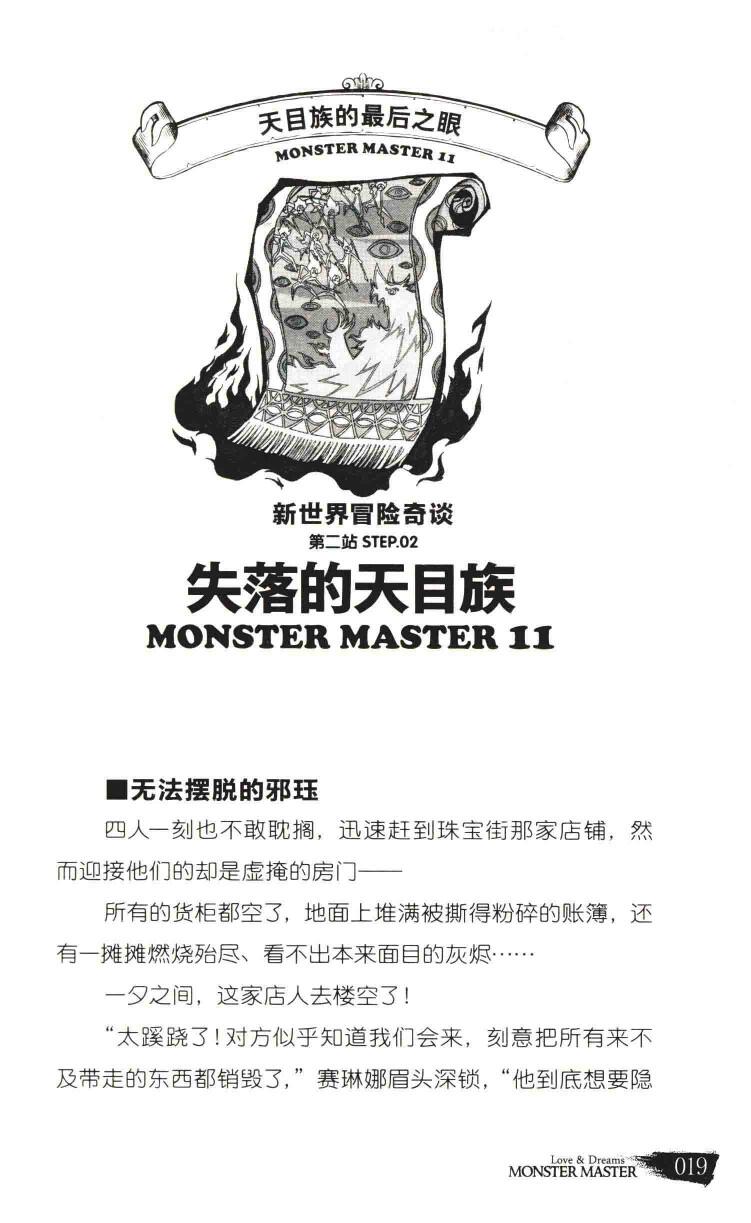 天目族的最后之眼
MONSTER MASTER 11
新世界冒险奇谈
第二站 STEP.02
失落的天目族
MONSTER MASTER 11
■无法摆脱的邪珏
四人一刻也不敢耽搁，迅速赶到珠宝街那家店铺，然
而迎接他们的却是虚掩的房门——
所有的货柜都空了，地面上堆满被撕得粉碎的账簿，还
有一摊摊燃烧殆尽、看不出本来面目的灰烬……
一夕之间，这家店人去楼空了！
“太蹊跷了！对方似乎知道我们会来，刻意把所有来不
及带走的东西都销毁了，”赛琳娜眉头深锁，“他到底想要隐
Love & Dreams
MONSTER MASTER
019